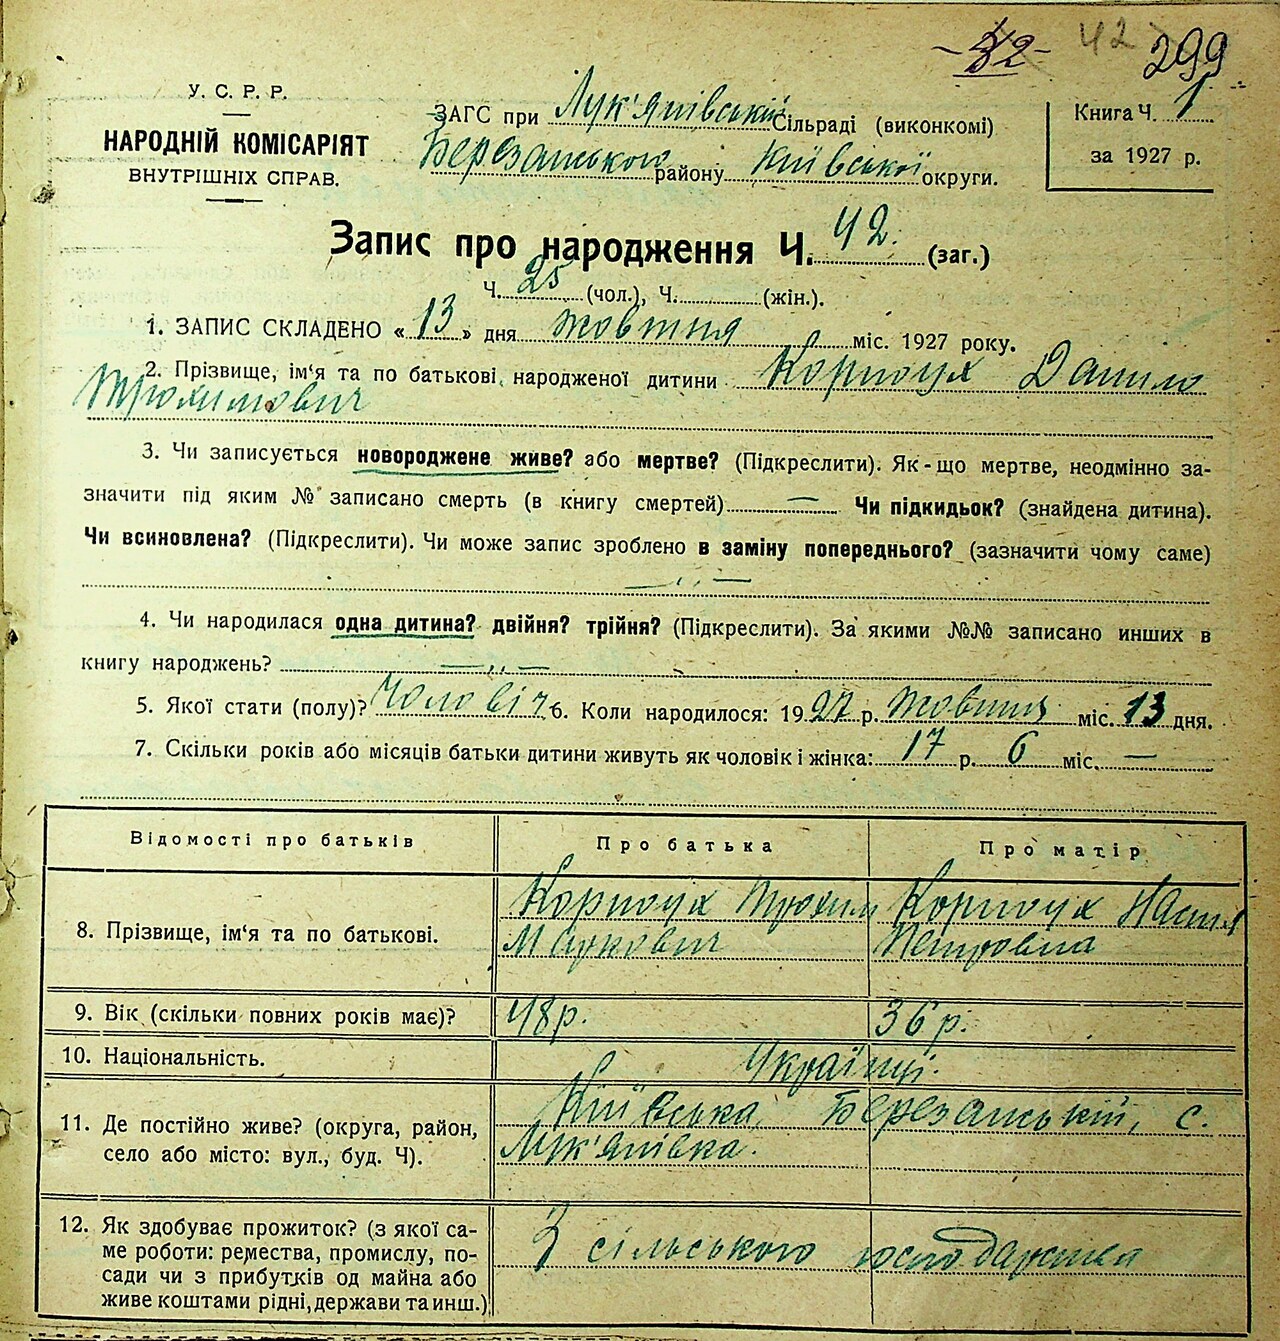 42 299
-42-
У. С. Р. Р.
НАРОДНІЙ КОМІСАРІЯТ
ВНУТРІШНІХ СПРАВ.
ЗАГС при Лук'янівській Сільраді (виконкомі)
Березанського району Київської округи.
Книга Ч. 1
за 1927 р.
Запис про народження Ч. 42. (заг.)
Ч. 25 (чол.), Ч. (жін.).
1. ЗАПИС СКЛАДЕНО « 13 » дня жовтня міс. 1927 року.
2. Прізвище, ім'я та по батькові народженої дитини Корпоух Данило
Трохимович
3. Чи записується новороджене живе? або мертве? (Підкреслити). Як-що мертве, неодмінно за-
значити під яким № записано смерть (в книгу смертей) — Чи підкидьок? (знайдена дитина).
Чи всиновлена? (Підкреслити). Чи може запис зроблено в заміну попереднього? (зазначити чому саме)
— ,, —
4. Чи народилася одна дитина? двійня? трійня? (Підкреслити). За якими №№ записано инших в
книгу народжень? — ,, —
5. Якої стати (полу)? Чоловіч. 6. Коли народилося: 1927 р. жовтня міс. 13 дня.
7. Скільки років або місяців батьки дитини живуть як чоловік і жінка: 17 р. 6 міс. —
Відомості про батьків
Про батька
Про матір
8. Прізвище, ім'я та по батькові.
Корпоух Трохим
Маркович
Корпоух Настя
Петровна
9. Вік (скільки повних років має)?
48 р.
36 р.
10. Національність.
Українці.
11. Де постійно живе? (округа, район,
село або місто: вул., буд. Ч).
Київська, Березанський, с.
Лук'янівка.
12. Як здобуває прожиток? (з якої са-
ме роботи: ремества, промислу, по-
сади чи з прибутків од майна або
живе коштами рідні, держави та инш.)
З сільського господарства